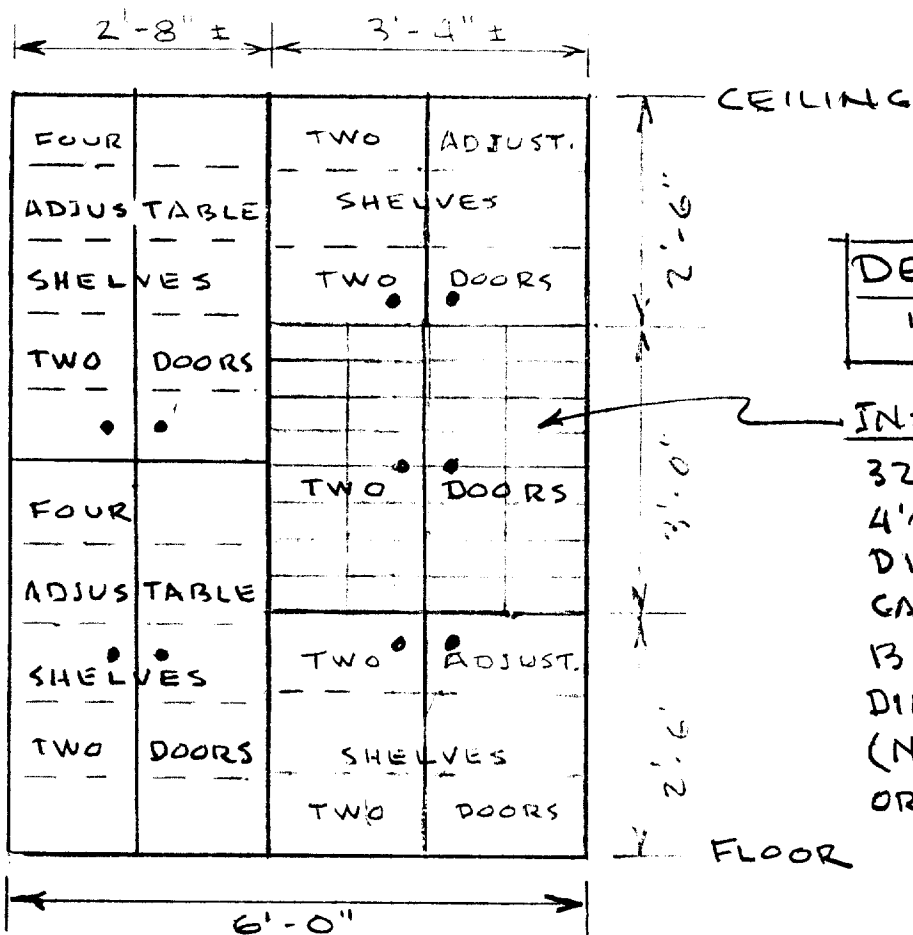 2'-8" ± 3'-4" ±
CEILING
FOUR
ADJUSTABLE
SHELVES
TWO DOORS
TWO ADJUST.
SHELVES
TWO DOORS
2'-6"
TWO DOORS
3'-0"
FOUR
ADJUSTABLE
SHELVES
TWO DOORS
TWO ADJUST.
SHELVES
TWO DOORS
2'-6"
FLOOR
6'-0"
DE
IN
32
4'
DI
CA
13
DI
(N
OR